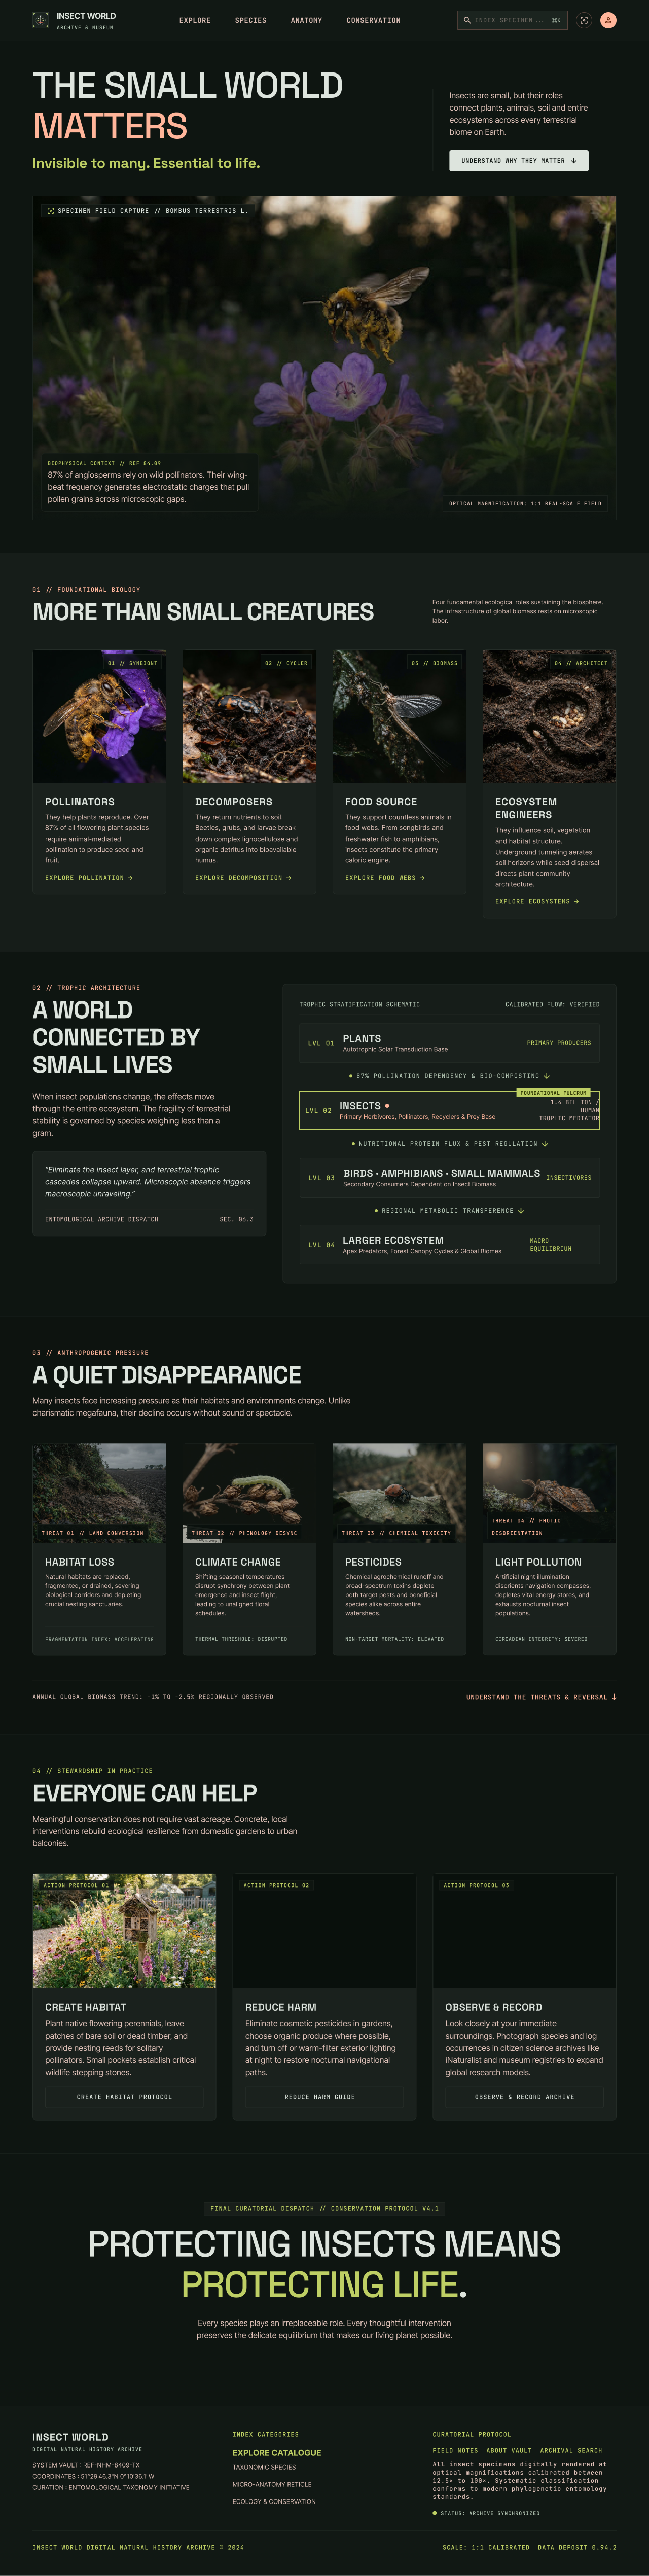 INSECT WORLD
ARCHIVE & MUSEUM
EXPLORE
SPECIES
ANATOMY
CONSERVATION
INDEX SPECIMEN...
THE SMALL WORLD
MATTERS
Invisible to many. Essential to life.
Insects are small, but their roles
connect plants, animals, soil and entire
ecosystems across every terrestrial
biome on Earth.
UNDERSTAND WHY THEY MATTER ↓
SPECIMEN FIELD CAPTURE // BOMBUS TERRESTRIS L.
BIOPHYSICAL CONTEXT // REF 84.09
87% of angiosperms rely on wild pollinators. Their wing-
beat frequency generates electrostatic charges that pull
pollen grains across microscopic gaps.
OPTICAL MAGNIFICATION: 1:1 REAL-SCALE FIELD
01 // FOUNDATIONAL BIOLOGY
MORE THAN SMALL CREATURES
Four fundamental ecological roles sustaining the biosphere.
The infrastructure of global biomass rests on microscopic
labor.
01 // SYMBIONT
POLLINATORS
They help plants reproduce. Over
87% of all flowering plant species
require animal-mediated
pollination to produce seed and
fruit.
EXPLORE POLLINATION →
02 // CYCLER
DECOMPOSERS
They return nutrients to soil.
Beetles, grubs, and larvae break
down complex lignocellulose and
organic detritus into bioavailable
humus.
EXPLORE DECOMPOSITION →
03 // BIOMASS
FOOD SOURCE
They support countless animals in
food webs. From songbirds and
freshwater fish to amphibians,
insects constitute the primary
caloric engine.
EXPLORE FOOD WEBS →
04 // ARCHITECT
ECOSYSTEM
ENGINEERS
They influence soil, vegetation
and habitat structure.
Underground tunneling aerates
soil horizons while seed dispersal
directs plant community
architecture.
EXPLORE ECOSYSTEMS →
02 // TROPHIC ARCHITECTURE
A WORLD
CONNECTED BY
SMALL LIVES
When insect populations change, the effects move
through the entire ecosystem. The fragility of terrestrial
stability is governed by species weighing less than a
gram.
"Eliminate the insect layer, and terrestrial trophic
cascades collapse upward. Microscopic absence triggers
macroscopic unraveling."
ENTOMOLOGICAL ARCHIVE DISPATCH
SEC. 06.3
TROPHIC STRATIFICATION SCHEMATIC
CALIBRATED FLOW: VERIFIED
LVL 01
PLANTS
Autotrophic Solar Transduction Base
PRIMARY PRODUCERS
87% POLLINATION DEPENDENCY & BIO-COMPOSTING ↓
FOUNDATIONAL FULCRUM
LVL 02
INSECTS
Primary Herbivores, Pollinators, Recyclers & Prey Base
1.4 BILLION /
HUMAN
TROPHIC MEDIATOR
NUTRITIONAL PROTEIN FLUX & PEST REGULATION ↓
LVL 03
BIRDS · AMPHIBIANS · SMALL MAMMALS
Secondary Consumers Dependent on Insect Biomass
INSECTIVORES
REGIONAL METABOLIC TRANSFERENCE ↓
LVL 04
LARGER ECOSYSTEM
Apex Predators, Forest Canopy Cycles & Global Biomes
MACRO
EQUILIBRIUM
03 // ANTHROPOGENIC PRESSURE
A QUIET DISAPPEARANCE
Many insects face increasing pressure as their habitats and environments change. Unlike
charismatic megafauna, their decline occurs without sound or spectacle.
THREAT 01 // LAND CONVERSION
HABITAT LOSS
Natural habitats are replaced,
fragmented, or drained, severing
biological corridors and depleting
crucial nesting sanctuaries.
FRAGMENTATION INDEX: ACCELERATING
THREAT 02 // PHENOLOGY DESYNC
CLIMATE CHANGE
Shifting seasonal temperatures
disrupt synchrony between plant
emergence and insect flight,
leading to unaligned floral
schedules.
THERMAL THRESHOLD: DISRUPTED
THREAT 03 // CHEMICAL TOXICITY
PESTICIDES
Chemical agrochemical runoff and
broad-spectrum toxins deplete
both target pests and beneficial
species alike across entire
watersheds.
NON-TARGET MORTALITY: ELEVATED
THREAT 04 // PHOTIC
DISORIENTATION
LIGHT POLLUTION
Artificial night illumination
disorients navigation compasses,
depletes vital energy stores, and
exhausts nocturnal insect
populations.
CIRCADIAN INTEGRITY: SEVERED
ANNUAL GLOBAL BIOMASS TREND: -1% TO -2.5% REGIONALLY OBSERVED
UNDERSTAND THE THREATS & REVERSAL ↓
04 // STEWARDSHIP IN PRACTICE
EVERYONE CAN HELP
Meaningful conservation does not require vast acreage. Concrete, local
interventions rebuild ecological resilience from domestic gardens to urban
balconies.
ACTION PROTOCOL 01
CREATE HABITAT
Plant native flowering perennials, leave
patches of bare soil or dead timber, and
provide nesting reeds for solitary
pollinators. Small pockets establish critical
wildlife stepping stones.
CREATE HABITAT PROTOCOL
ACTION PROTOCOL 02
REDUCE HARM
Eliminate cosmetic pesticides in gardens,
choose organic produce where possible,
and turn off or warm-filter exterior lighting
at night to restore nocturnal navigational
paths.
REDUCE HARM GUIDE
ACTION PROTOCOL 03
OBSERVE & RECORD
Look closely at your immediate
surroundings. Photograph species and log
occurrences in citizen science archives like
iNaturalist and museum registries to expand
global research models.
OBSERVE & RECORD ARCHIVE
FINAL CURATORIAL DISPATCH // CONSERVATION PROTOCOL V4.1
PROTECTING INSECTS MEANS
PROTECTING LIFE.
Every species plays an irreplaceable role. Every thoughtful intervention
preserves the delicate equilibrium that makes our living planet possible.
INSECT WORLD
DIGITAL NATURAL HISTORY ARCHIVE
SYSTEM VAULT : REF-NHM-8409-TX
COORDINATES : 51°29'46.3"N 0°10'36.1"W
CURATION : ENTOMOLOGICAL TAXONOMY INITIATIVE
INDEX CATEGORIES
EXPLORE CATALOGUE
TAXONOMIC SPECIES
MICRO-ANATOMY RETICLE
ECOLOGY & CONSERVATION
CURATORIAL PROTOCOL
FIELD NOTES ABOUT VAULT ARCHIVAL SEARCH
All insect specimens digitally rendered at
optical magnifications calibrated between
12.5× to 100×. Systematic classification
conforms to modern phylogenetic entomology
standards.
STATUS: ARCHIVE SYNCHRONIZED
INSECT WORLD DIGITAL NATURAL HISTORY ARCHIVE © 2024
SCALE: 1:1 CALIBRATED DATA DEPOSIT 0.94.2